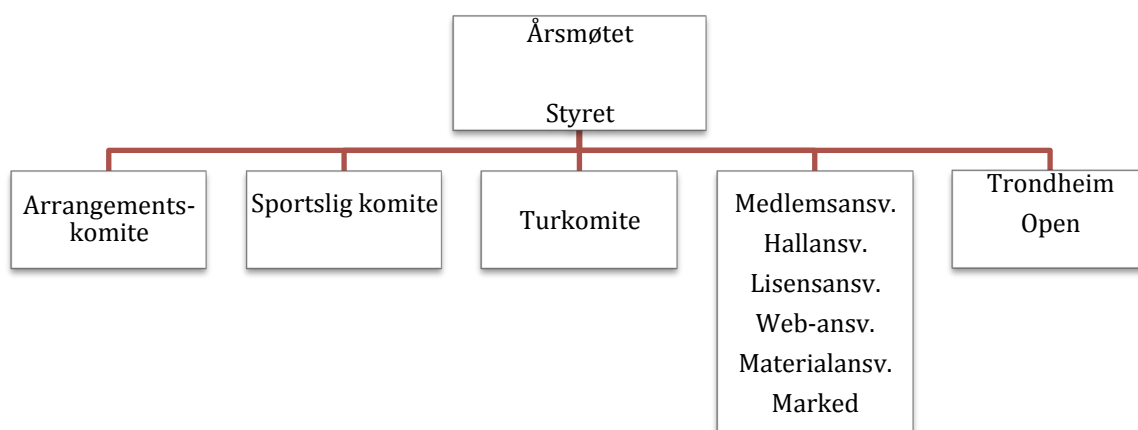 Årsmøtet
Styret
Arrangements-
komite
Sportslig komite
Turkomite
Medlemsansv.
Hallansv.
Lisensansv.
Web-ansv.
Materialansv.
Marked
Trondheim
Open